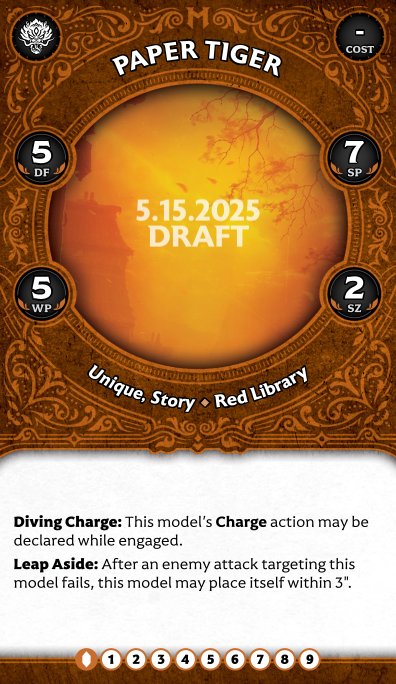 PAPER TIGER
-
COST
5
DF
7
SP
5.15.2025
DRAFT
5
WP
2
SZ
Unique, Story ◆ Red Library
Diving Charge: This model's Charge action may be
declared while engaged.
Leap Aside: After an enemy attack targeting this
model fails, this model may place itself within 3".
1 2 3 4 5 6 7 8 9